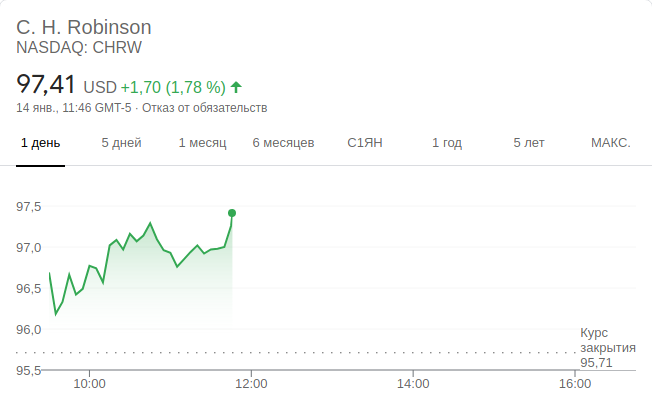 C. H. Robinson
NASDAQ: CHRW
97,41 USD +1,70 (1,78 %)
14 янв., 11:46 GMT-5 · Отказ от обязательств
1 день 5 дней 1 месяц 6 месяцев С1ЯН 1 год 5 лет МАКС.
97,5
97,0
96,5
96,0
Курс
закрытия
95,71
95,5
10:00 12:00 14:00 16:00